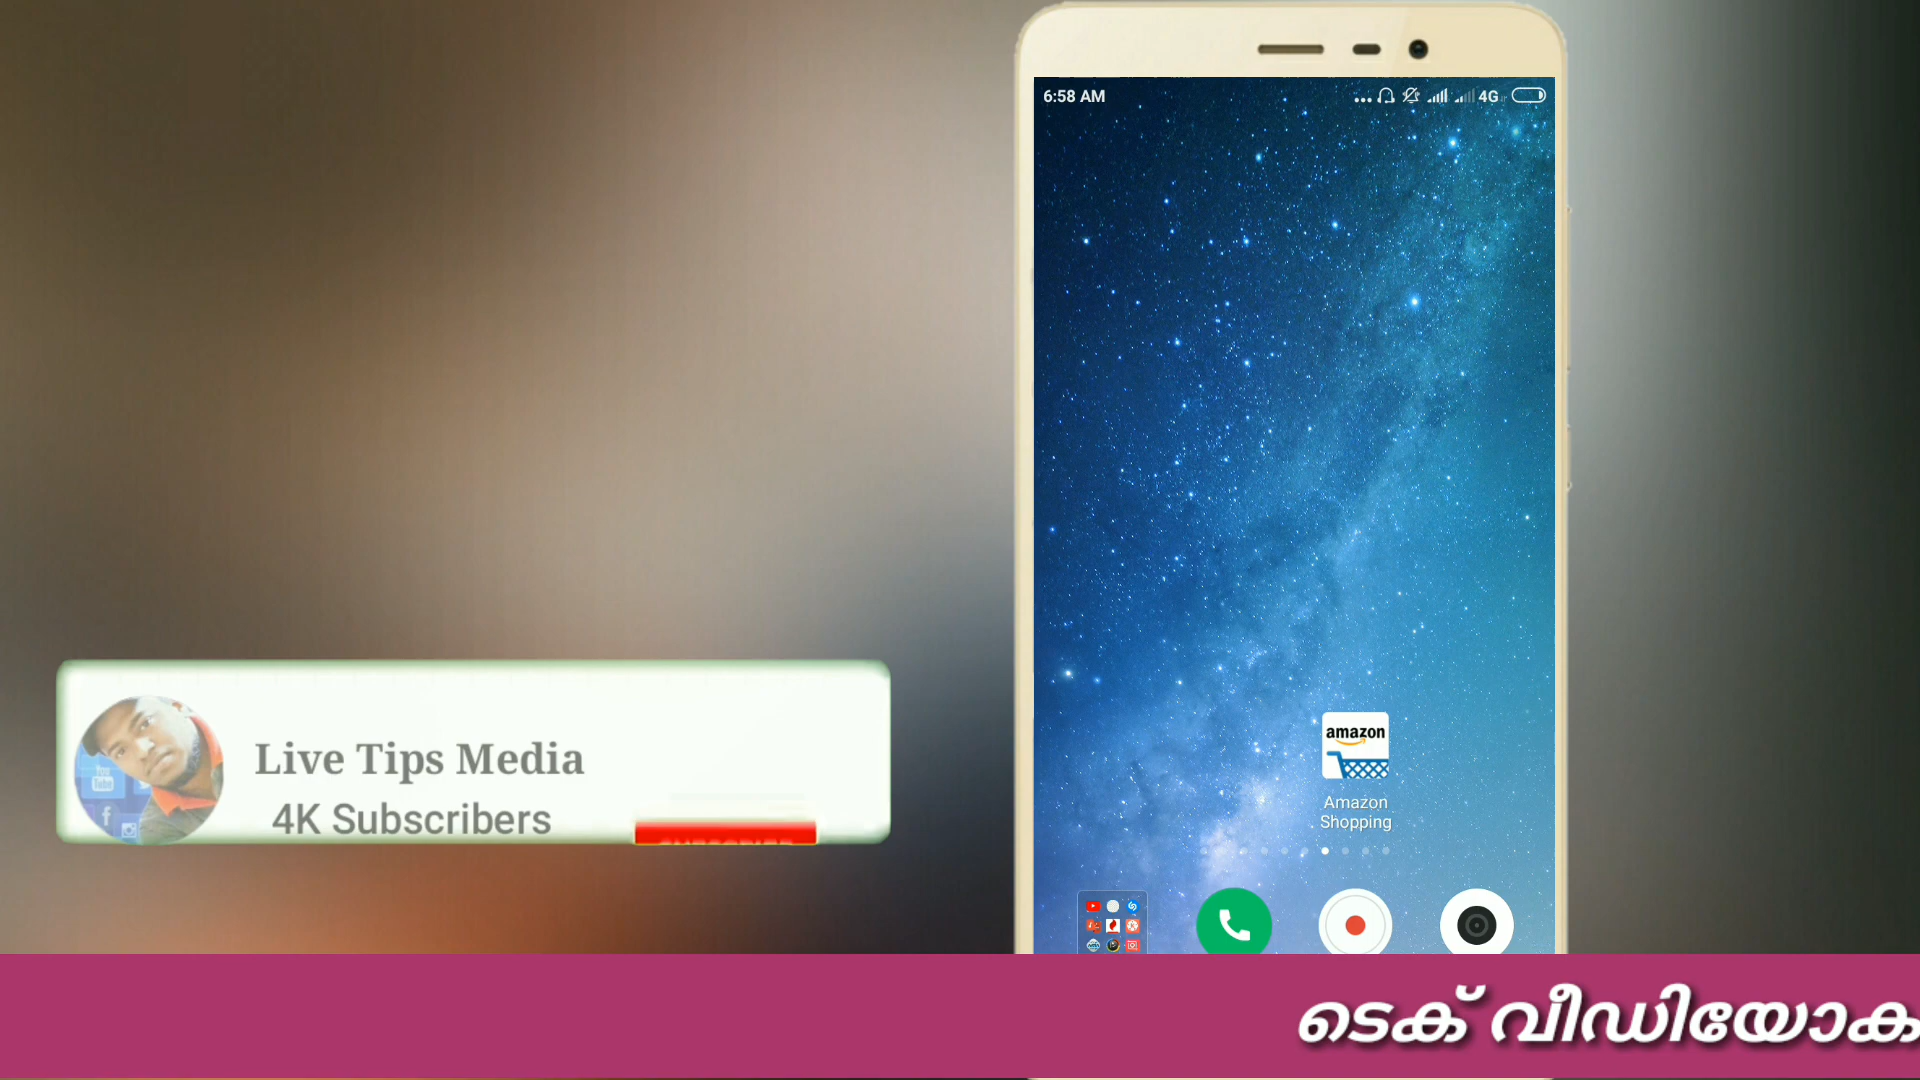 6:58 AM
4G
Live Tips Media
4K Subscribers
amazon
Amazon
Shopping
ടെക് വീഡിയോക